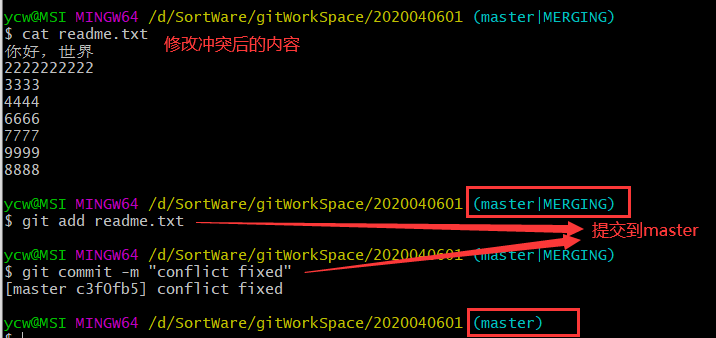 ycw@MSI MINGW64 /d/SortWare/gitWorkSpace/2020040601 (master|MERGING)
$ cat readme.txt
修改冲突后的内容
你好，世界
2222222222
3333
4444
6666
7777
9999
8888
ycw@MSI MINGW64 /d/SortWare/gitWorkSpace/2020040601 (master|MERGING)
$ git add readme.txt
提交到master
ycw@MSI MINGW64 /d/SortWare/gitWorkSpace/2020040601 (master|MERGING)
$ git commit -m "conflict fixed"
[master c3f0fb5] conflict fixed
ycw@MSI MINGW64 /d/SortWare/gitWorkSpace/2020040601 (master)
$